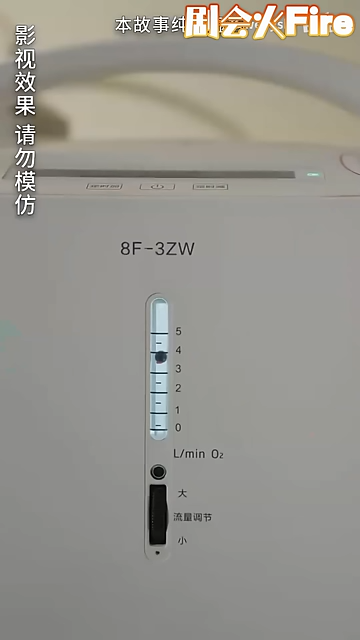 本故事纯
剧会火Fire
影视效果 请勿模仿
8F-3ZW
5
4
3
2
1
0
L/min O₂
大
流量调节
小